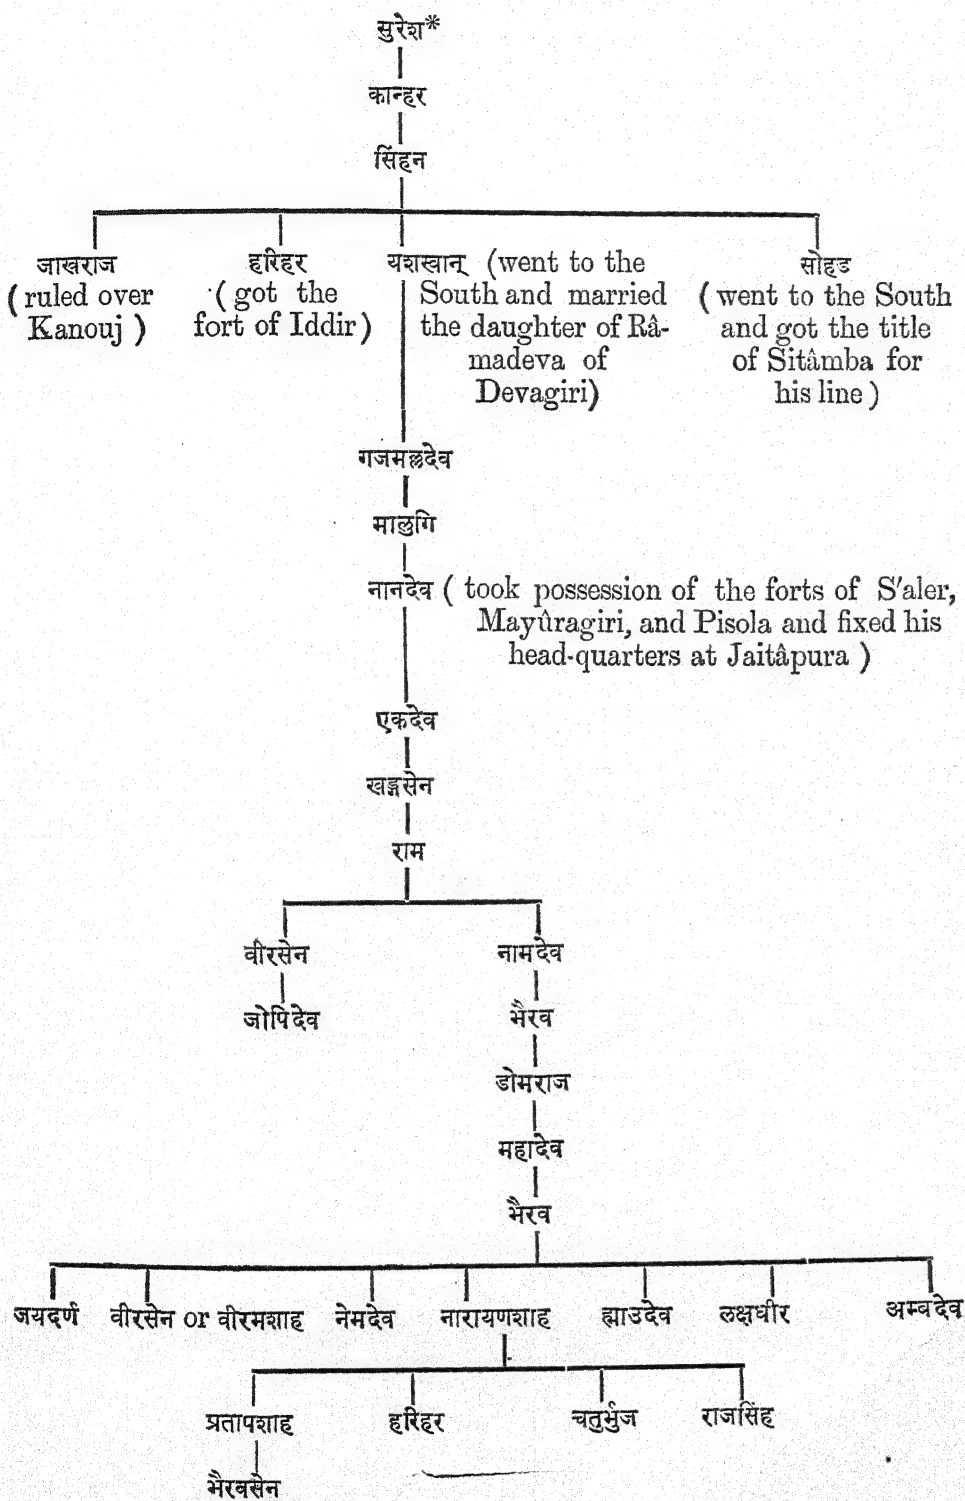 सुरेश*
कान्हर
सिंहन
जाखराज
(ruled over
Kanouj)
हरिहर
(got the
fort of Iddir)
यशस्वान् (went to the
South and married
the daughter of Râ-
madeva of
Devagiri)
सोहड
(went to the South
and got the title
of Sitâmba for
his line)
गजमल्लदेव
मालुगि
नानदेव (took possession of the forts of S'aler,
Mayûragiri, and Pisola and fixed his
head-quarters at Jaitâpura)
एकदेव
खड्गसेन
राम
वीरसेन नामदेव
जोपिदेव भैरव
डोमराज
महादेव
भैरव
जयदर्ण वीरसेन or वीरमशाह नेमदेव नारायणशाह ह्याउदेव लक्षधीर अम्बदेव
प्रतापशाह हरिहर चतुर्भुज राजसिंह
भैरवसेन